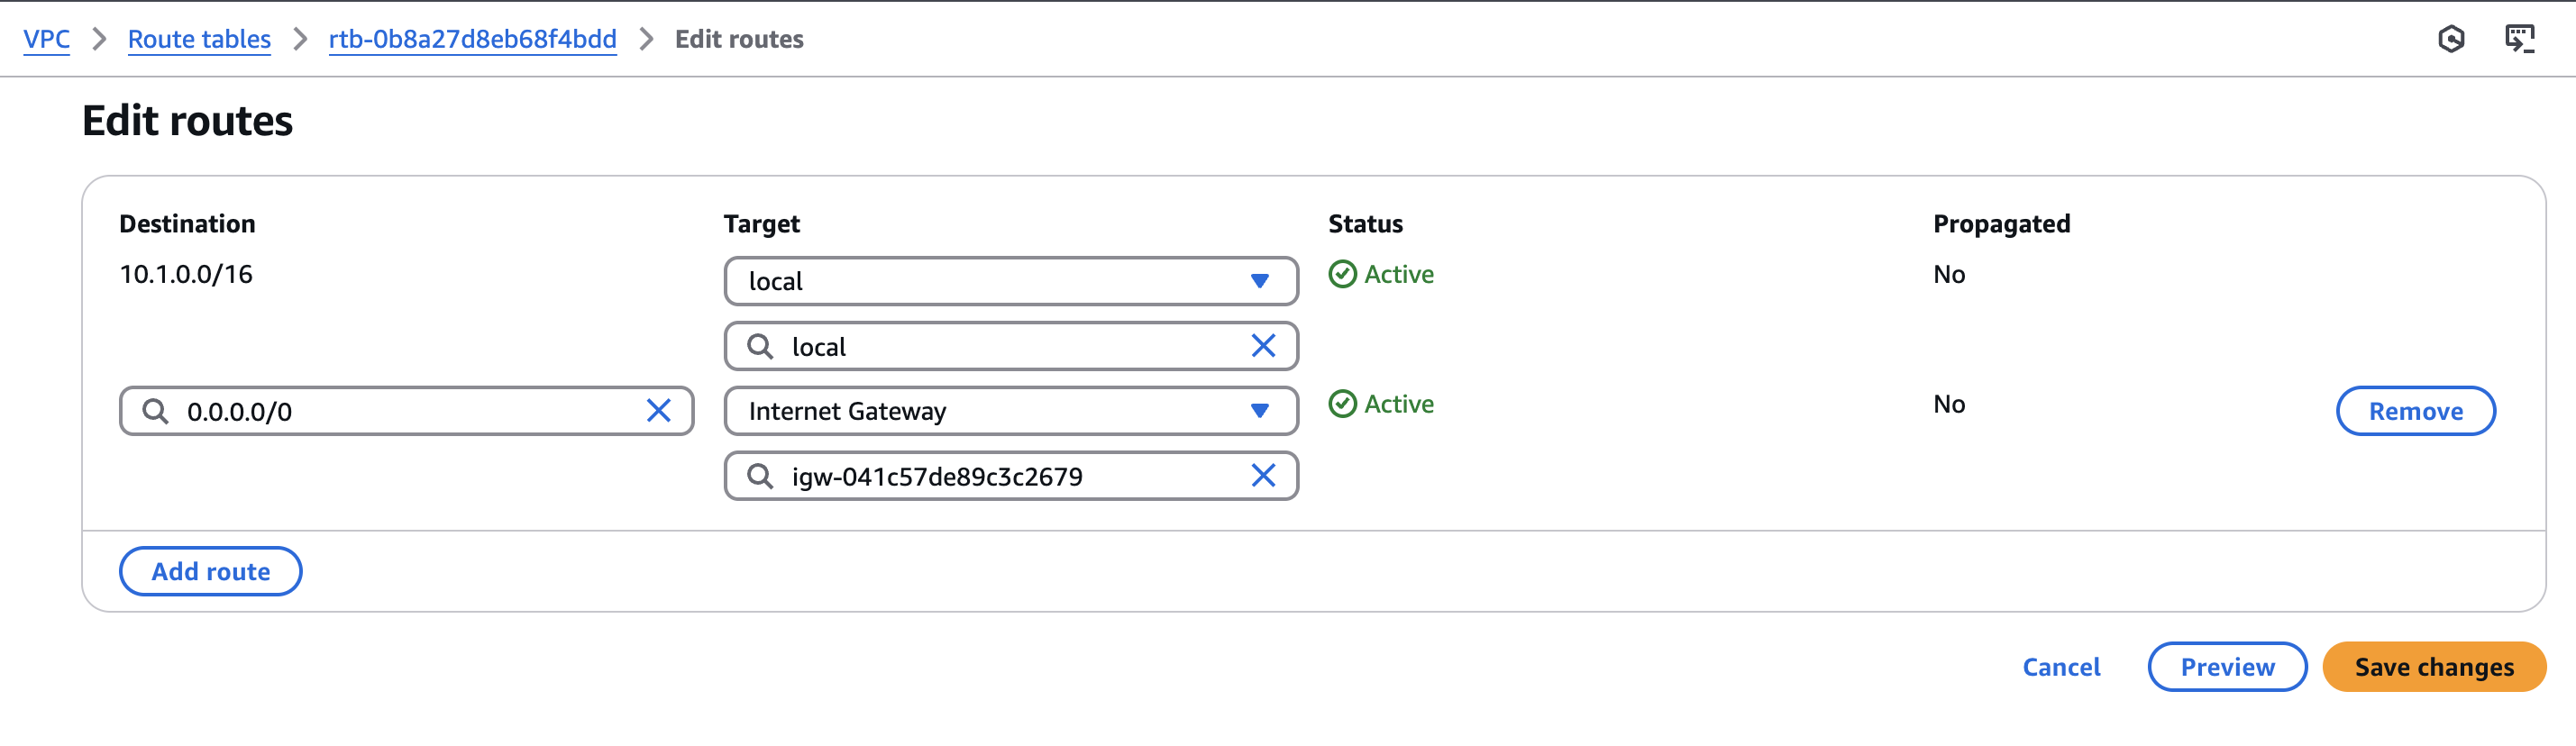 VPC > Route tables > rtb-0b8a27d8eb68f4bdd > Edit routes
Edit routes
Destination Target Status Propagated
10.1.0.0/16 local Active No
local
0.0.0.0/0 Internet Gateway Active No Remove
igw-041c57de89c3c2679
Add route
Cancel Preview Save changes